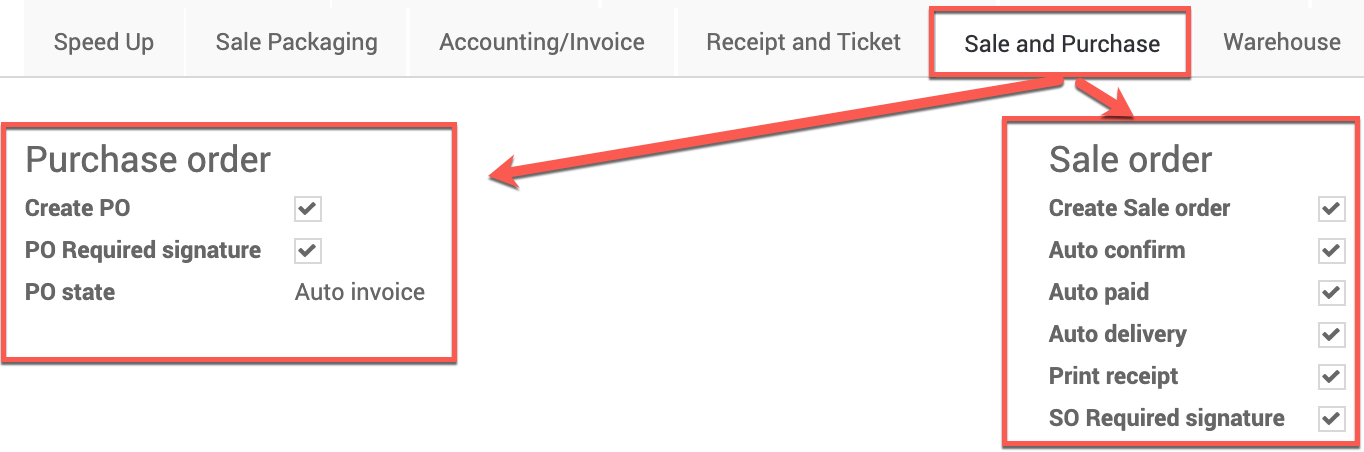 Speed Up Sale Packaging Accounting/Invoice Receipt and Ticket Sale and Purchase Warehouse
Purchase order
Create PO
PO Required signature
PO state Auto invoice
Sale order
Create Sale order
Auto confirm
Auto paid
Auto delivery
Print receipt
SO Required signature